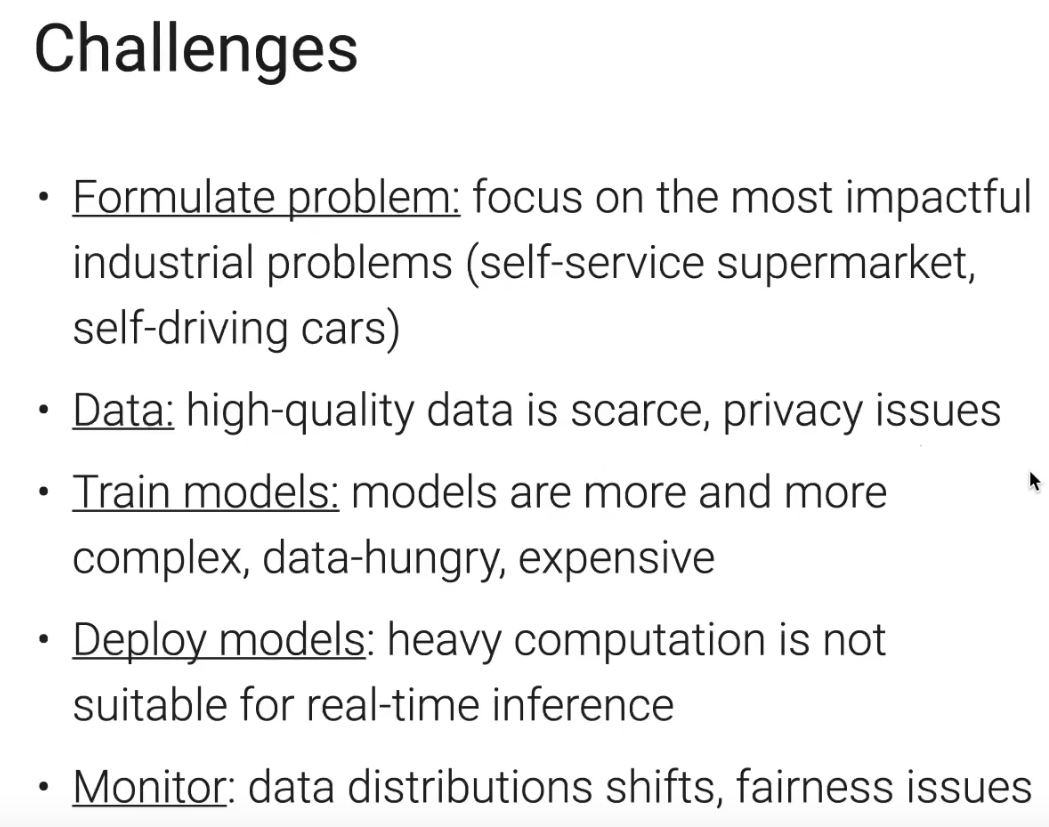 Challenges
• Formulate problem: focus on the most impactful
industrial problems (self-service supermarket,
self-driving cars)
• Data: high-quality data is scarce, privacy issues
• Train models: models are more and more
complex, data-hungry, expensive
• Deploy models: heavy computation is not
suitable for real-time inference
• Monitor: data distributions shifts, fairness issues